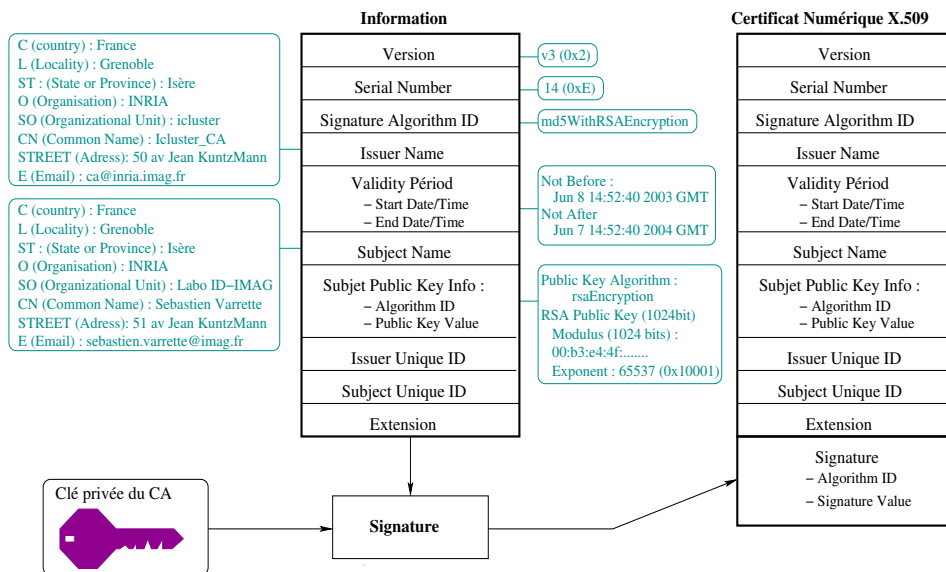 Information
Certificat Numérique X.509
C (country) : France
L (Locality) : Grenoble
ST : (State or Province) : Isère
O (Organisation) : INRIA
SO (Organizational Unit) : icluster
CN (Common Name) : Icluster_CA
STREET (Adress): 50 av Jean KuntzMann
E (Email) : ca@inria.imag.fr
C (country) : France
L (Locality) : Grenoble
ST : (State or Province) : Isère
O (Organisation) : INRIA
SO (Organizational Unit) : Labo ID−IMAG
CN (Common Name) : Sebastien Varrette
STREET (Adress): 51 av Jean KuntzMann
E (Email) : sebastien.varrette@imag.fr
Version
Serial Number
Signature Algorithm ID
Issuer Name
Validity Périod
− Start Date/Time
− End Date/Time
Subject Name
Subjet Public Key Info :
− Algorithm ID
− Public Key Value
Issuer Unique ID
Subject Unique ID
Extension
v3 (0x2)
14 (0xE)
md5WithRSAEncryption
Not Before :
Jun 8 14:52:40 2003 GMT
Not After
Jun 7 14:52:40 2004 GMT
Public Key Algorithm :
rsaEncryption
RSA Public Key (1024bit)
Modulus (1024 bits) :
00:b3:e4:4f:.......
Exponent : 65537 (0x10001)
Version
Serial Number
Signature Algorithm ID
Issuer Name
Validity Périod
− Start Date/Time
− End Date/Time
Subject Name
Subjet Public Key Info :
− Algorithm ID
− Public Key Value
Issuer Unique ID
Subject Unique ID
Extension
Signature
− Algorithm ID
− Signature Value
Clé privée du CA
Signature